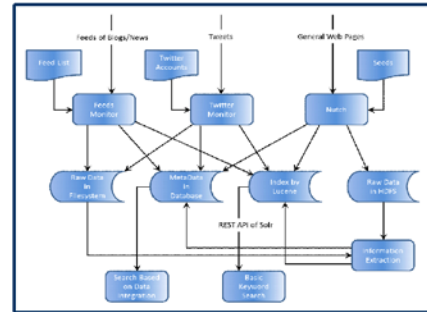 Feeds of Blogs/News
Tweets
General Web Pages
Feed List
Twitter
Accounts
Seeds
Feeds
Monitor
Twitter
Monitor
Nutch
Raw Data
in
Filesystem
MetaData
in
Database
Index by
Lucene
Raw Data
in HDFS
REST API of Solr
Information
Extraction
Search Based
on Data
Integration
Basic
Keyword
Search